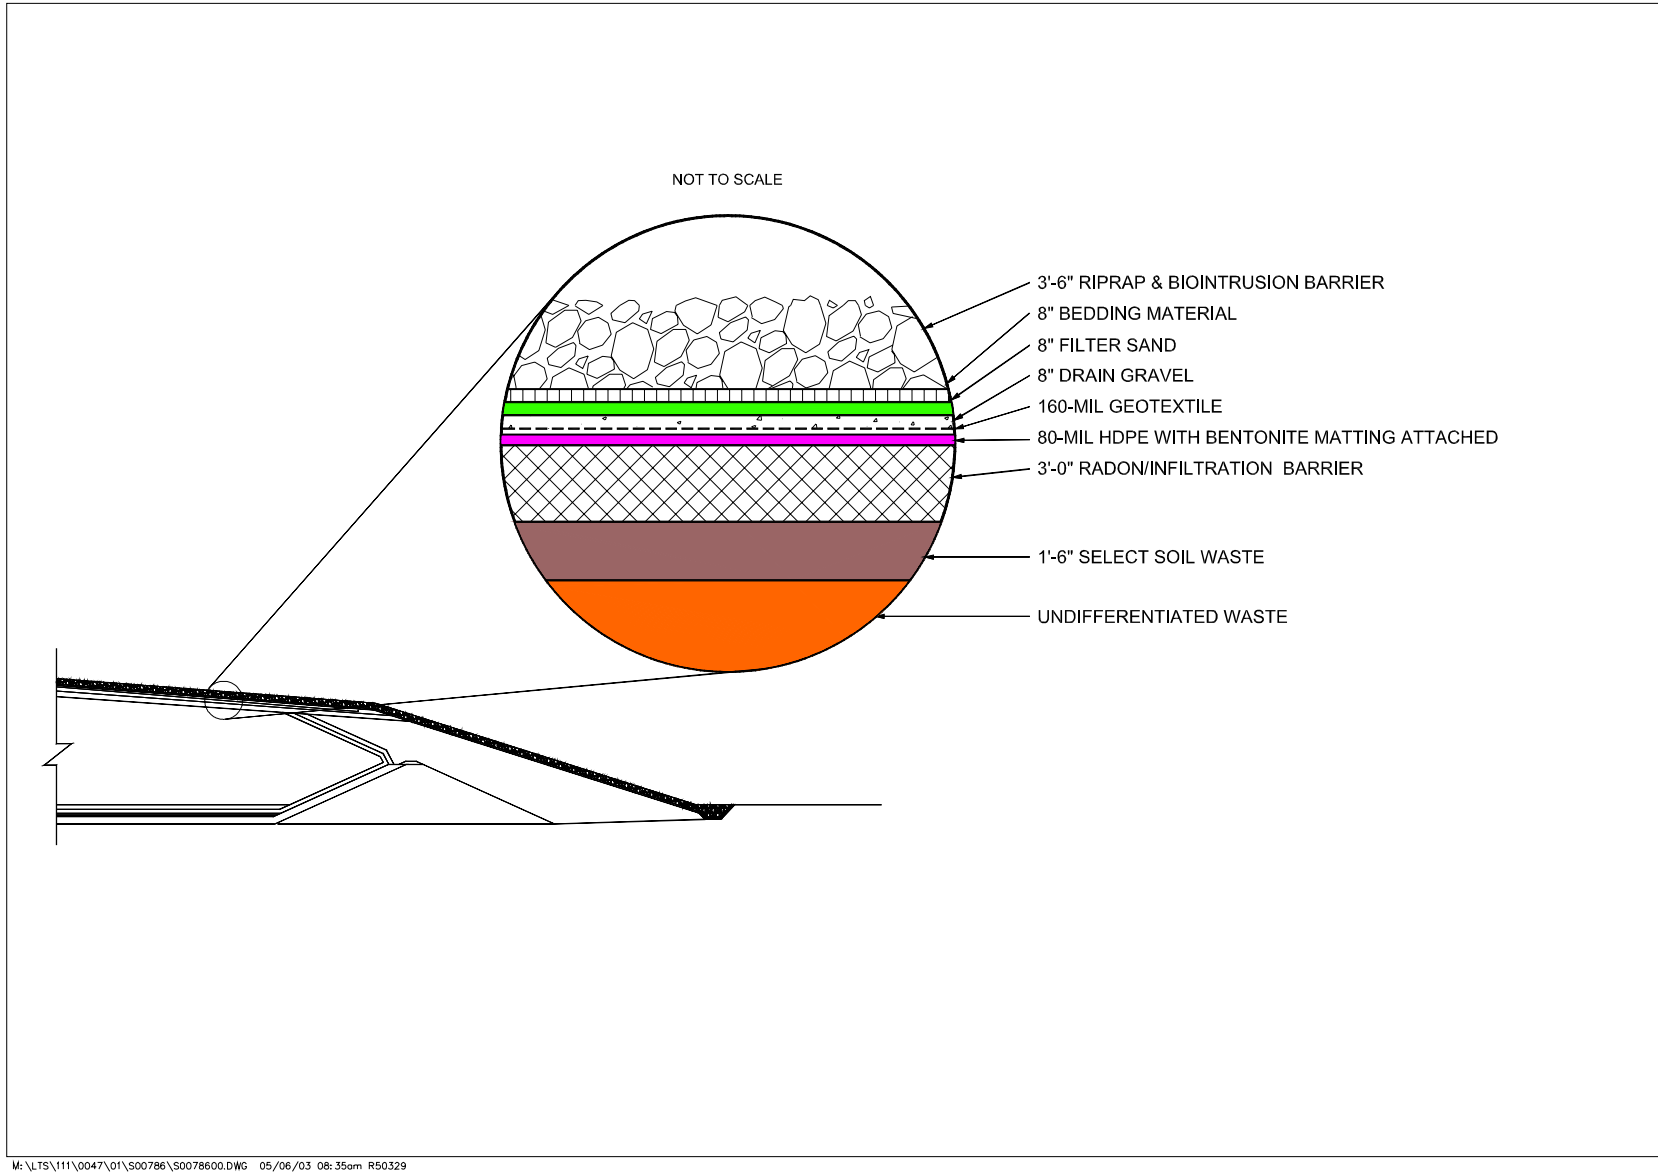 NOT TO SCALE
3'-6" RIPRAP & BIOINTRUSION BARRIER
8" BEDDING MATERIAL
8" FILTER SAND
8" DRAIN GRAVEL
160-MIL GEOTEXTILE
80-MIL HDPE WITH BENTONITE MATTING ATTACHED
3'-0" RADON/INFILTRATION BARRIER
1'-6" SELECT SOIL WASTE
UNDIFFERENTIATED WASTE
M:\LTS\111\0047\01\S00786\S0078600.DWG 05/06/03 08:35am R50329